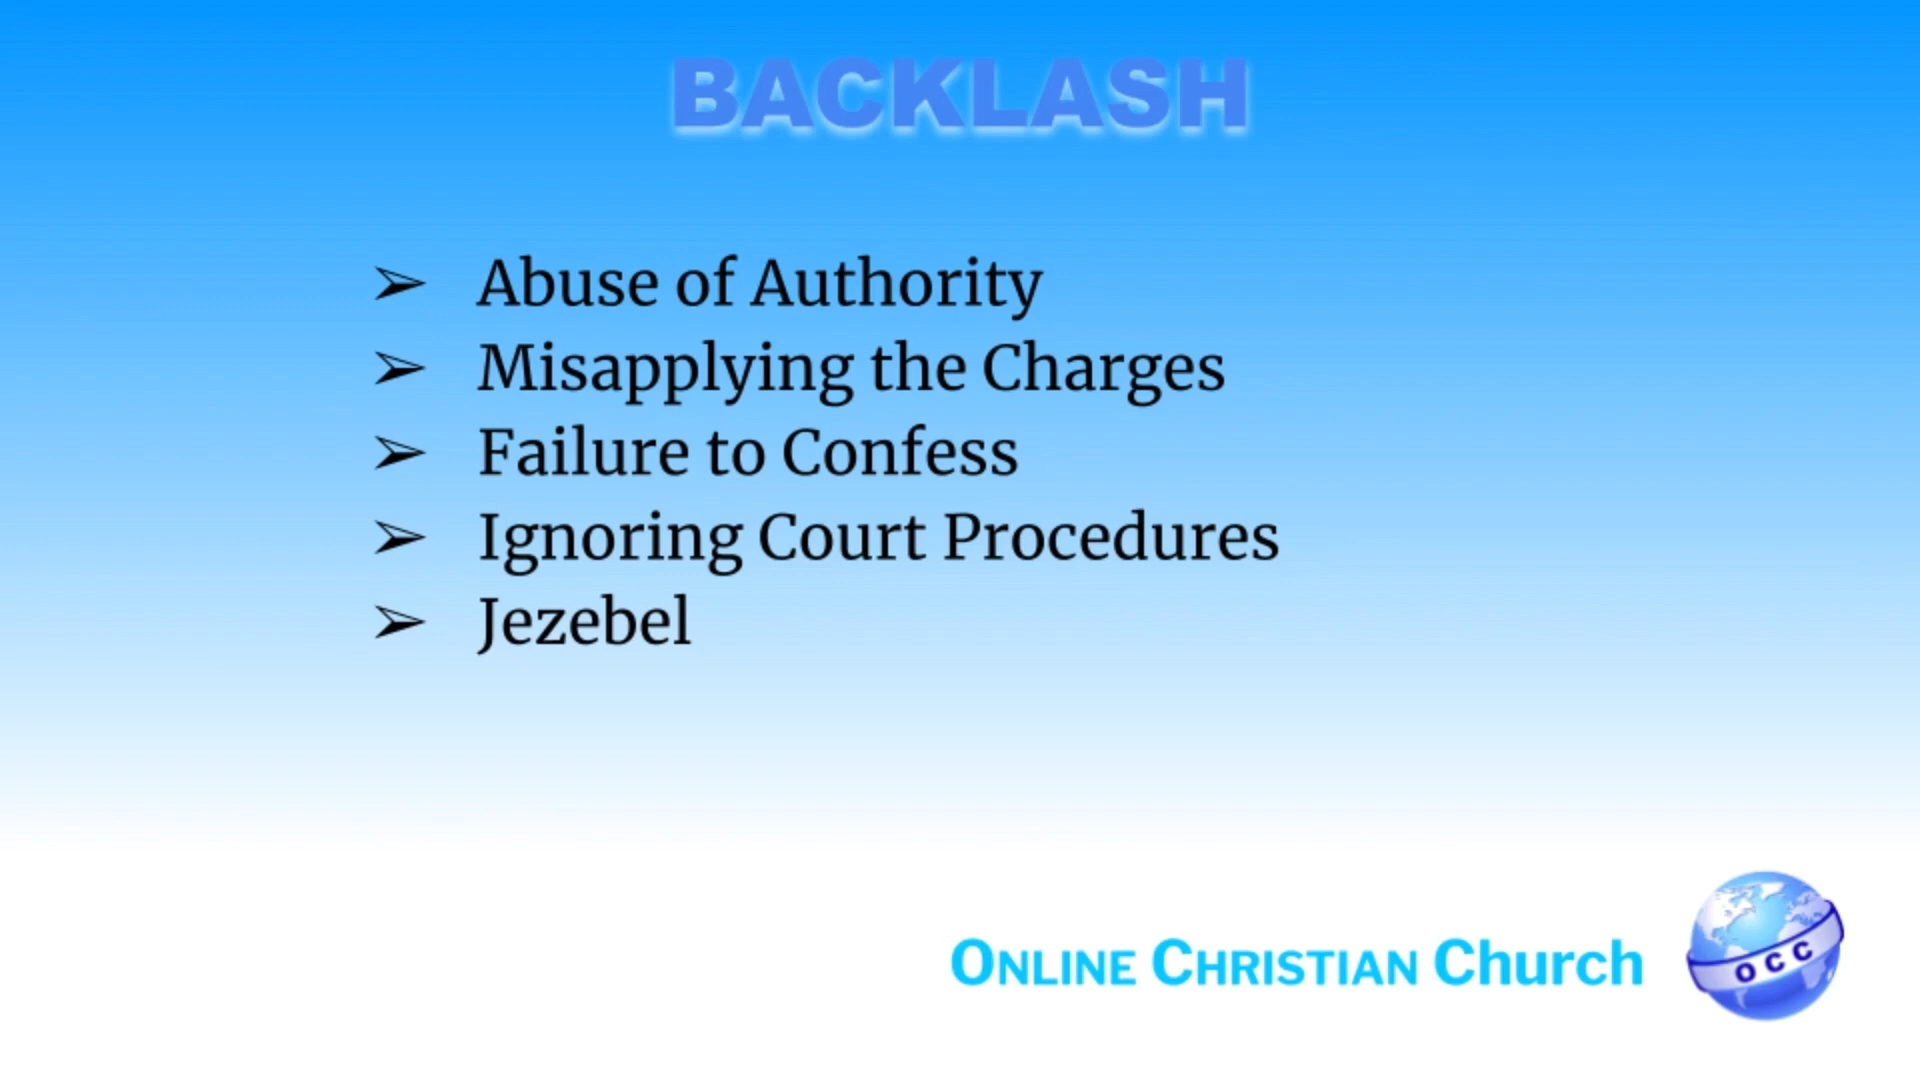 BACKLASH
➢ Abuse of Authority
➢ Misapplying the Charges
➢ Failure to Confess
➢ Ignoring Court Procedures
➢ Jezebel
ONLINE CHRISTIAN Church
OCC